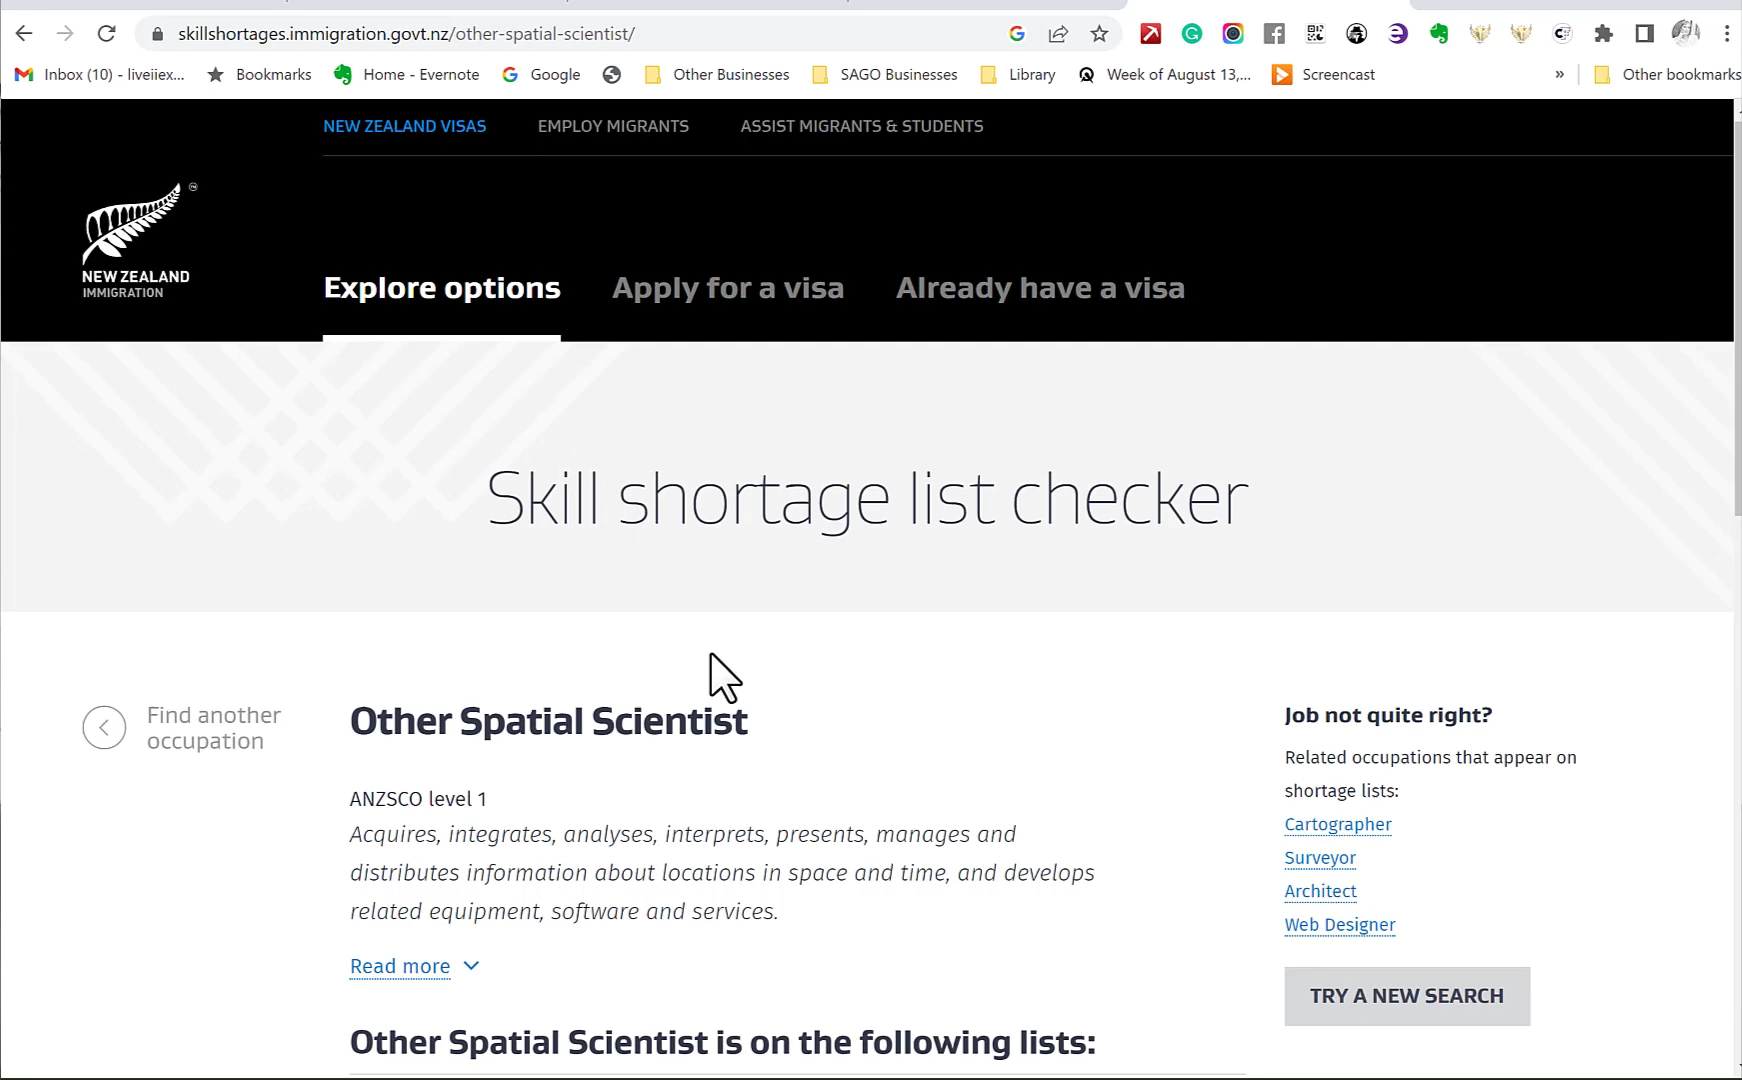 skillshortages.immigration.govt.nz/other-spatial-scientist/
Inbox (10) - liveiiex...
Bookmarks
Home - Evernote
Google
Other Businesses
SAGO Businesses
Library
Week of August 13,...
Screencast
»
Other bookmarks
NEW ZEALAND VISAS
EMPLOY MIGRANTS
ASSIST MIGRANTS & STUDENTS
NEW ZEALAND
IMMIGRATION
Explore options
Apply for a visa
Already have a visa
Skill shortage list checker
Find another
occupation
Other Spatial Scientist
ANZSCO level 1
Acquires, integrates, analyses, interprets, presents, manages and
distributes information about locations in space and time, and develops
related equipment, software and services.
Read more
Other Spatial Scientist is on the following lists:
Job not quite right?
Related occupations that appear on
shortage lists:
Cartographer
Surveyor
Architect
Web Designer
TRY A NEW SEARCH